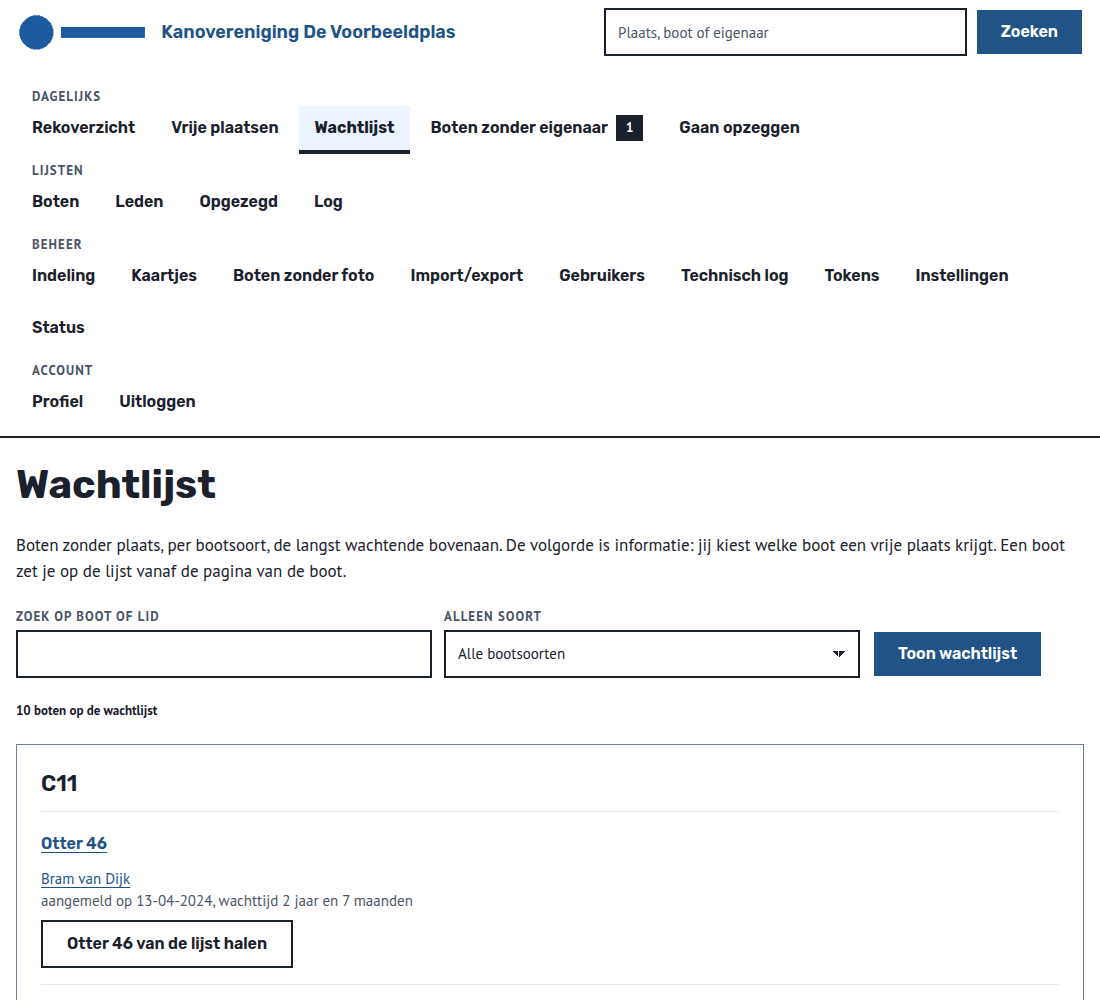 Kanovereniging De Voorbeeldplas
Plaats, boot of eigenaar
Zoeken
DAGELIJKS
Rekoverzicht Vrije plaatsen Wachtlijst Boten zonder eigenaar 1 Gaan opzeggen
LIJSTEN
Boten Leden Opgezegd Log
BEHEER
Indeling Kaartjes Boten zonder foto Import/export Gebruikers Technisch log Tokens Instellingen
Status
ACCOUNT
Profiel Uitloggen
Wachtlijst
Boten zonder plaats, per bootsoort, de langst wachtende bovenaan. De volgorde is informatie: jij kiest welke boot een vrije plaats krijgt. Een boot
zet je op de lijst vanaf de pagina van de boot.
ZOEK OP BOOT OF LID ALLEEN SOORT
Alle bootsoorten Toon wachtlijst
10 boten op de wachtlijst
C11
Otter 46
Bram van Dijk
aangemeld op 13-04-2024, wachttijd 2 jaar en 7 maanden
Otter 46 van de lijst halen